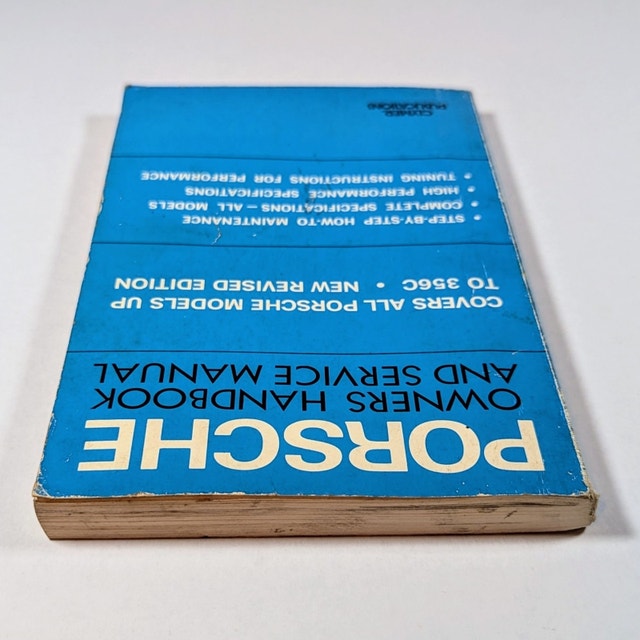 PORSCHE
OWNERS HANDBOOK
AND SERVICE MANUAL
COVERS ALL PORSCHE MODELS UP
TO 356C • NEW REVISED EDITION
• STEP-BY-STEP HOW-TO MAINTENANCE
• COMPLETE SPECIFICATIONS — ALL MODELS
• HIGH PERFORMANCE SPECIFICATIONS
• TUNING INSTRUCTIONS FOR PERFORMANCE
CLYMER
PUBLICATIONS